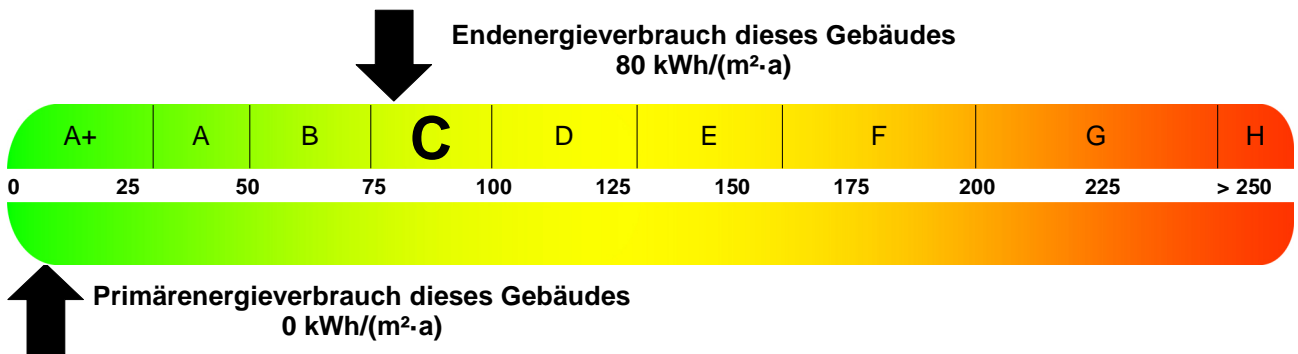 Endenergieverbrauch dieses Gebäudes
80 kWh/(m²·a)
A+ A B C D E F G H
0 25 50 75 100 125 150 175 200 225 > 250
Primärenergieverbrauch dieses Gebäudes
0 kWh/(m²·a)